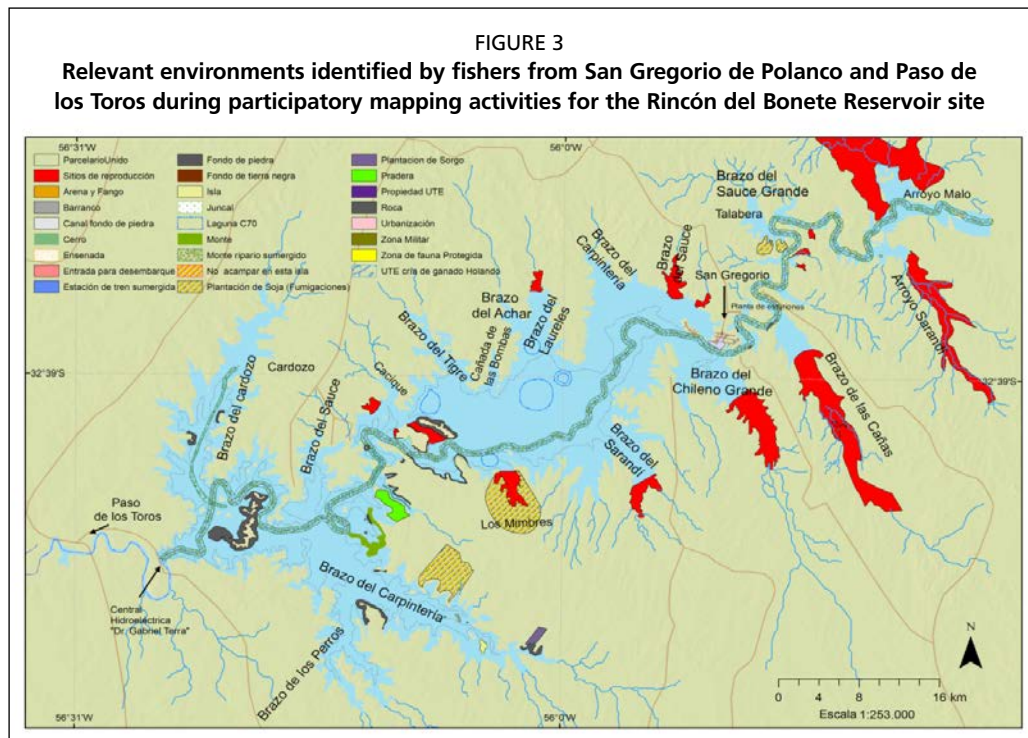 FIGURE 3
Relevant environments identified by fishers from San Gregorio de Polanco and Paso de
los Toros during participatory mapping activities for the Rincón del Bonete Reservoir site
56°31'W
56°0'W
ParcelarioUnido
Sitios de reproducción
Arena y Fango
Barranco
Canal fondo de piedra
Cerro
Ensenada
Entrada para desembarque
Estación de tren sumergida
Fondo de piedra
Fondo de tierra negra
Isla
Juncal
Laguna C70
Monte
Monte ripario sumergido
No acampar en esta isla
Plantación de Soja (Fumigaciones)
Plantacion de Sorgo
Pradera
Propiedad UTE
Roca
Urbanización
Zona Militar
Zona de fauna Protegida
UTE cria de ganado Holando
Brazo del
Sauce Grande
Talabera
Arroyo Malo
Brazo del
Carpintería
Brazo
del Sauce
San Gregorio
Planta de esturiones
Arroyo Sarandí
Brazo
del Achar
Brazo del
Laureles
Cañada de
las Bombas
Brazo del Tigre
Cacique
32°39'S
32°39'S
Cardozo
Brazo del cardozo
Brazo del Sauce
Brazo del
Chileno Grande
Brazo de las Cañas
Brazo del
Sarandí
Los Mimbres
Paso
de los Toros
Brazo del Carpintería
Brazo de los Perros
Central
Hidroeléctrica
"Dr. Gabriel Terra"
N
0 4 8 16 km
Escala 1:253.000
56°31'W
56°0'W